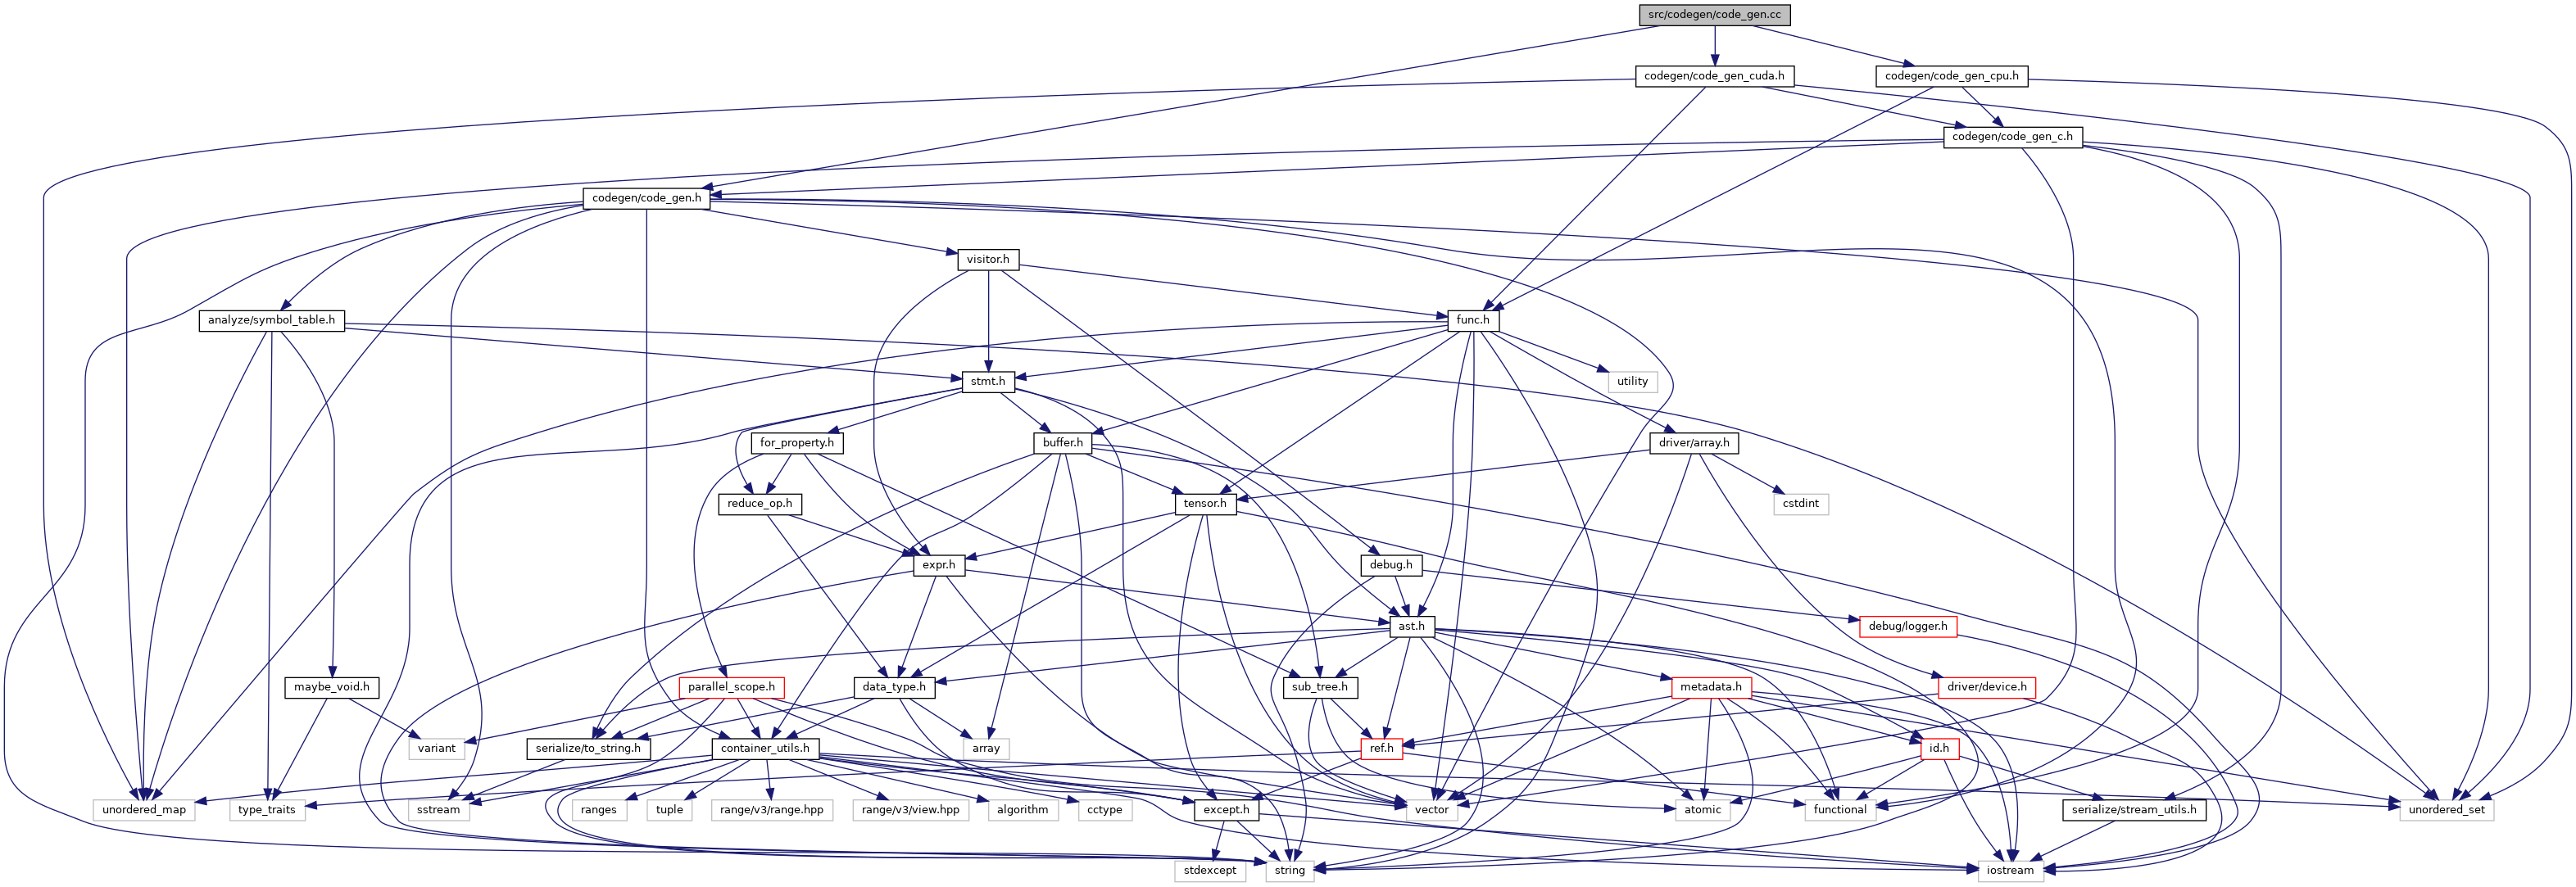 src/codegen/code_gen.cc
codegen/code_gen_cuda.h
codegen/code_gen_cpu.h
codegen/code_gen_c.h
codegen/code_gen.h
visitor.h
analyze/symbol_table.h
func.h
stmt.h
utility
for_property.h
buffer.h
driver/array.h
reduce_op.h
tensor.h
cstdint
expr.h
debug.h
ast.h
debug/logger.h
maybe_void.h
parallel_scope.h
data_type.h
sub_tree.h
metadata.h
driver/device.h
variant
serialize/to_string.h
container_utils.h
array
ref.h
id.h
unordered_map
type_traits
sstream
ranges
tuple
range/v3/range.hpp
range/v3/view.hpp
algorithm
cctype
except.h
vector
atomic
functional
serialize/stream_utils.h
unordered_set
stdexcept
string
iostream